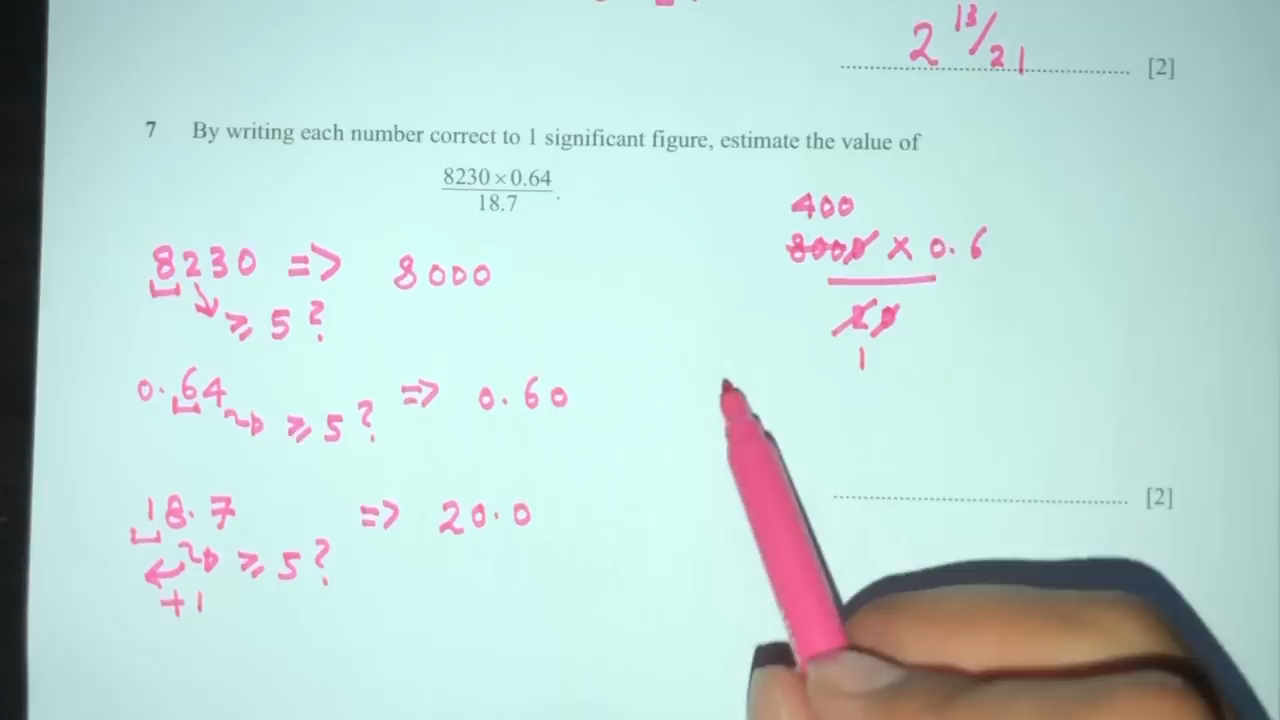 2 13/21
[2]
7 By writing each number correct to 1 significant figure, estimate the value of
8230 × 0.64
18.7 .
400
8000 × 0.6
20
1
8230 => 8000
≥ 5 ?
0.64 => 0.60
≥ 5 ?
18.7 => 20.0
≥ 5 ?
+1
[2]